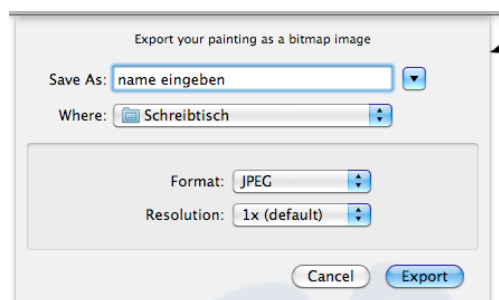 Export your painting as a bitmap image
Save As: name eingeben
Where: Schreibtisch
Format: JPEG
Resolution: 1x (default)
Cancel Export